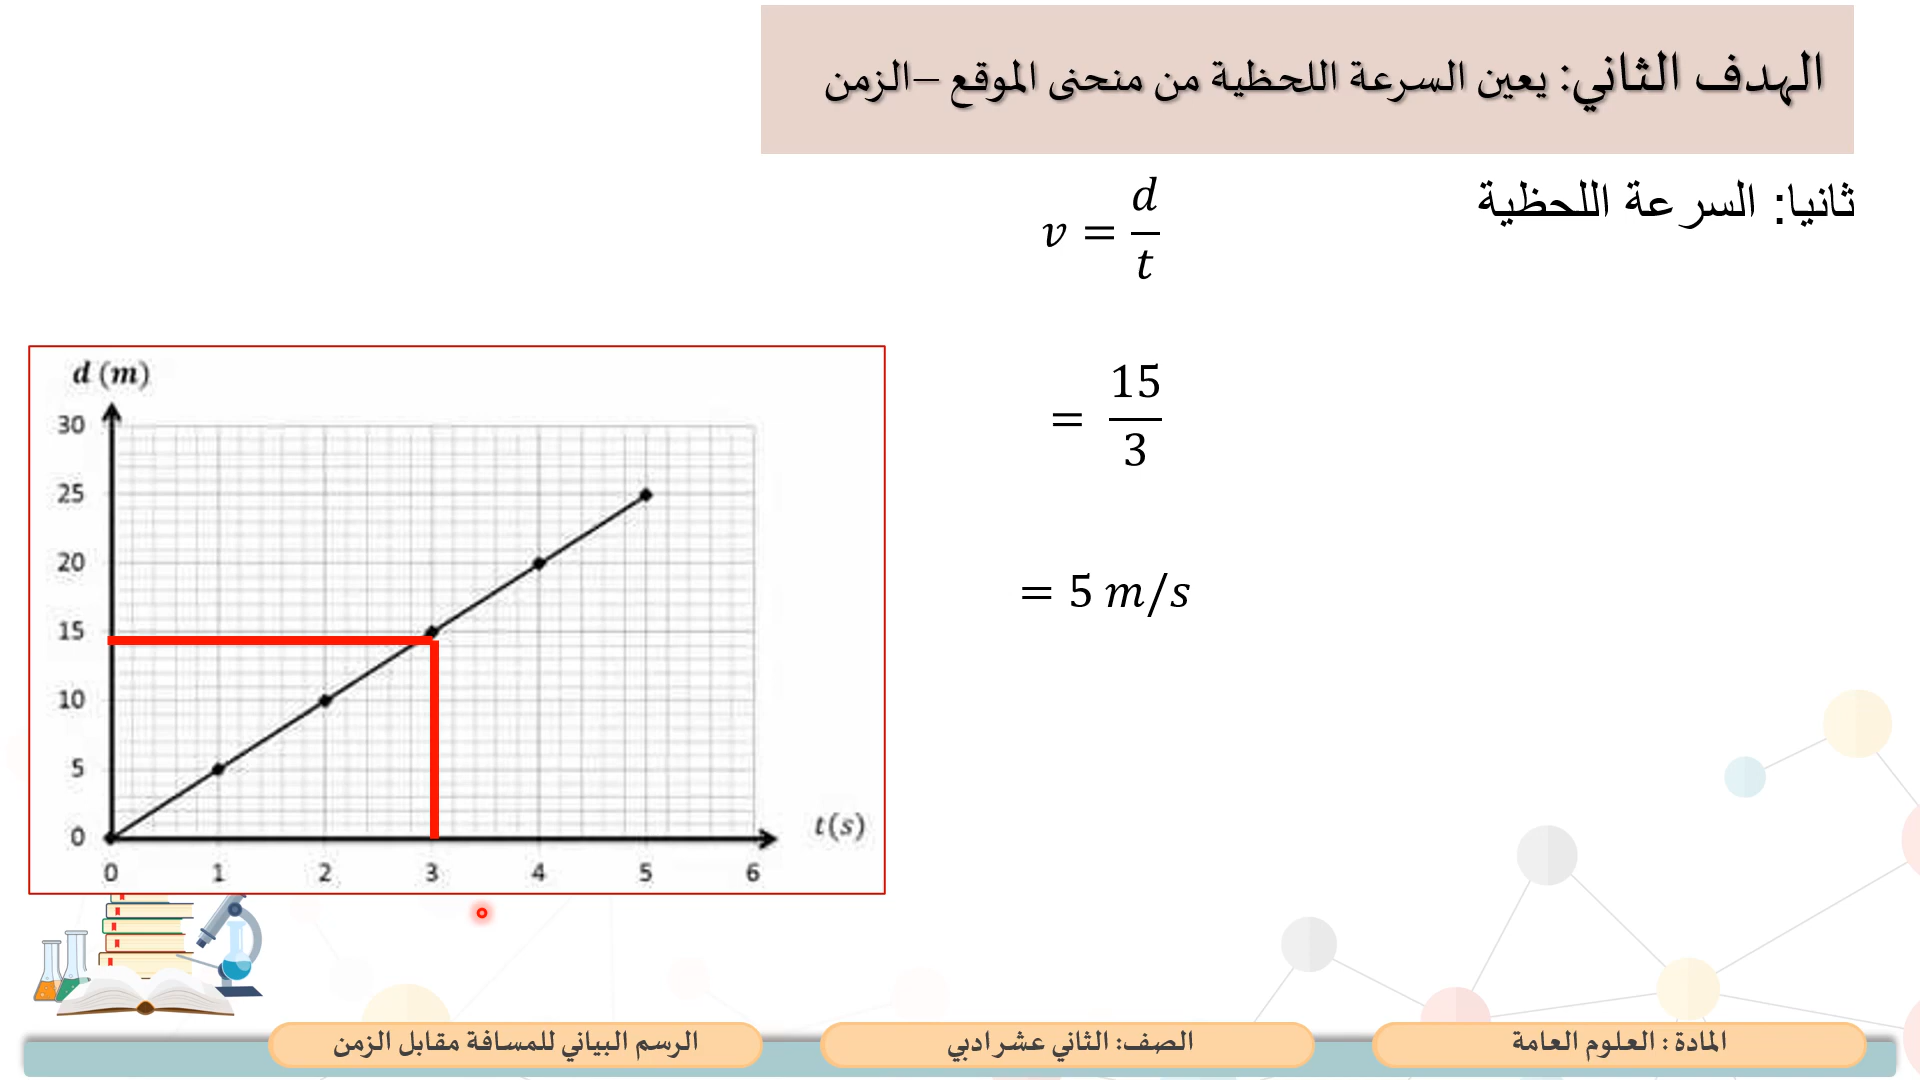 الهدف الثاني: يعين السرعة اللحظية من منحنى الموقع –الزمن
ثانيا: السرعة اللحظية
v = d/t
= 15/3
= 5 m/s
d (m)
30
25
20
15
10
5
0
0 1 2 3 4 5 6
t(s)
المادة : العلوم العامة
الصف: الثاني عشر ادبي
الرسم البياني للمسافة مقابل الزمن